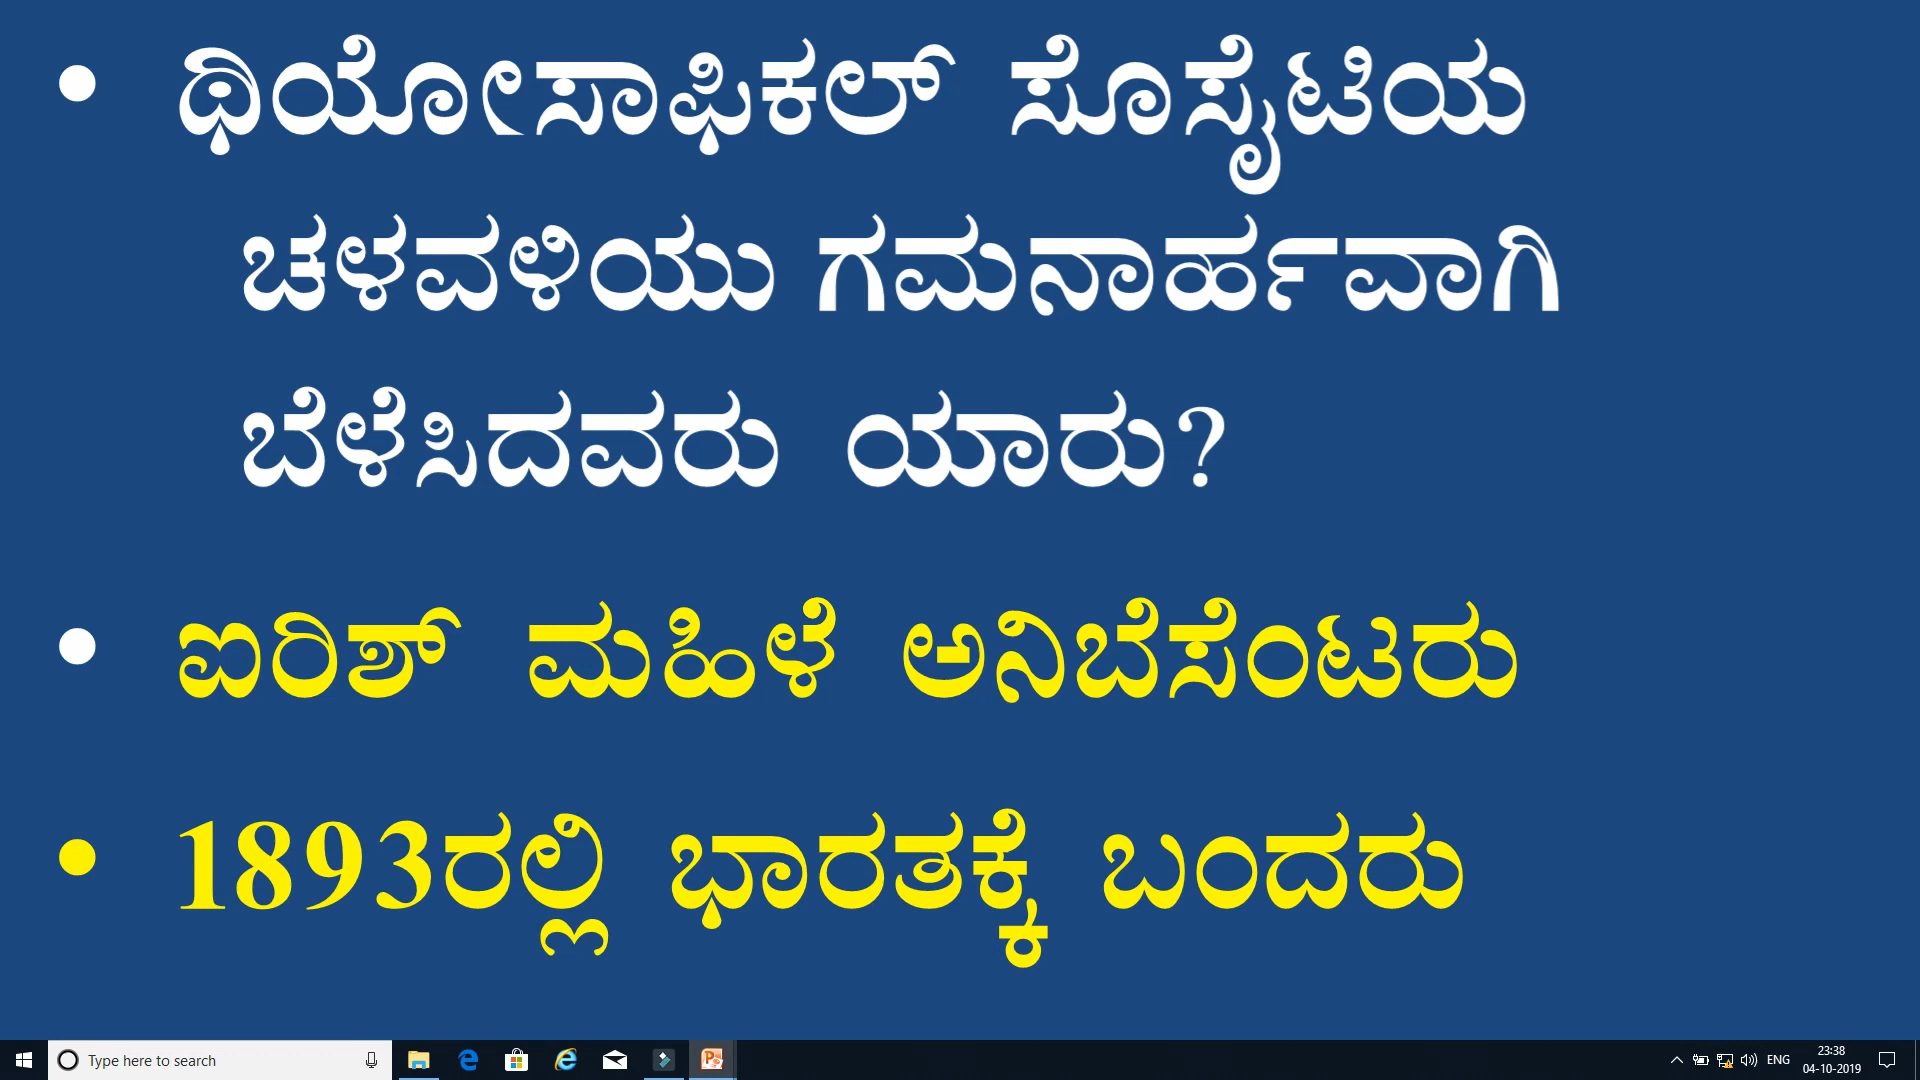 • ಥಿಯೋಸಾಫಿಕಲ್ ಸೊಸೈಟಿಯ
ಚಳವಳಿಯು ಗಮನಾರ್ಹವಾಗಿ
ಬೆಳೆಸಿದವರು ಯಾರು?
• ಐರಿಶ್ ಮಹಿಳೆ ಅನಿಬೆಸೆಂಟರು
• 1893ರಲ್ಲಿ ಭಾರತಕ್ಕೆ ಬಂದರು
Type here to search
ENG
23:38
04-10-2019